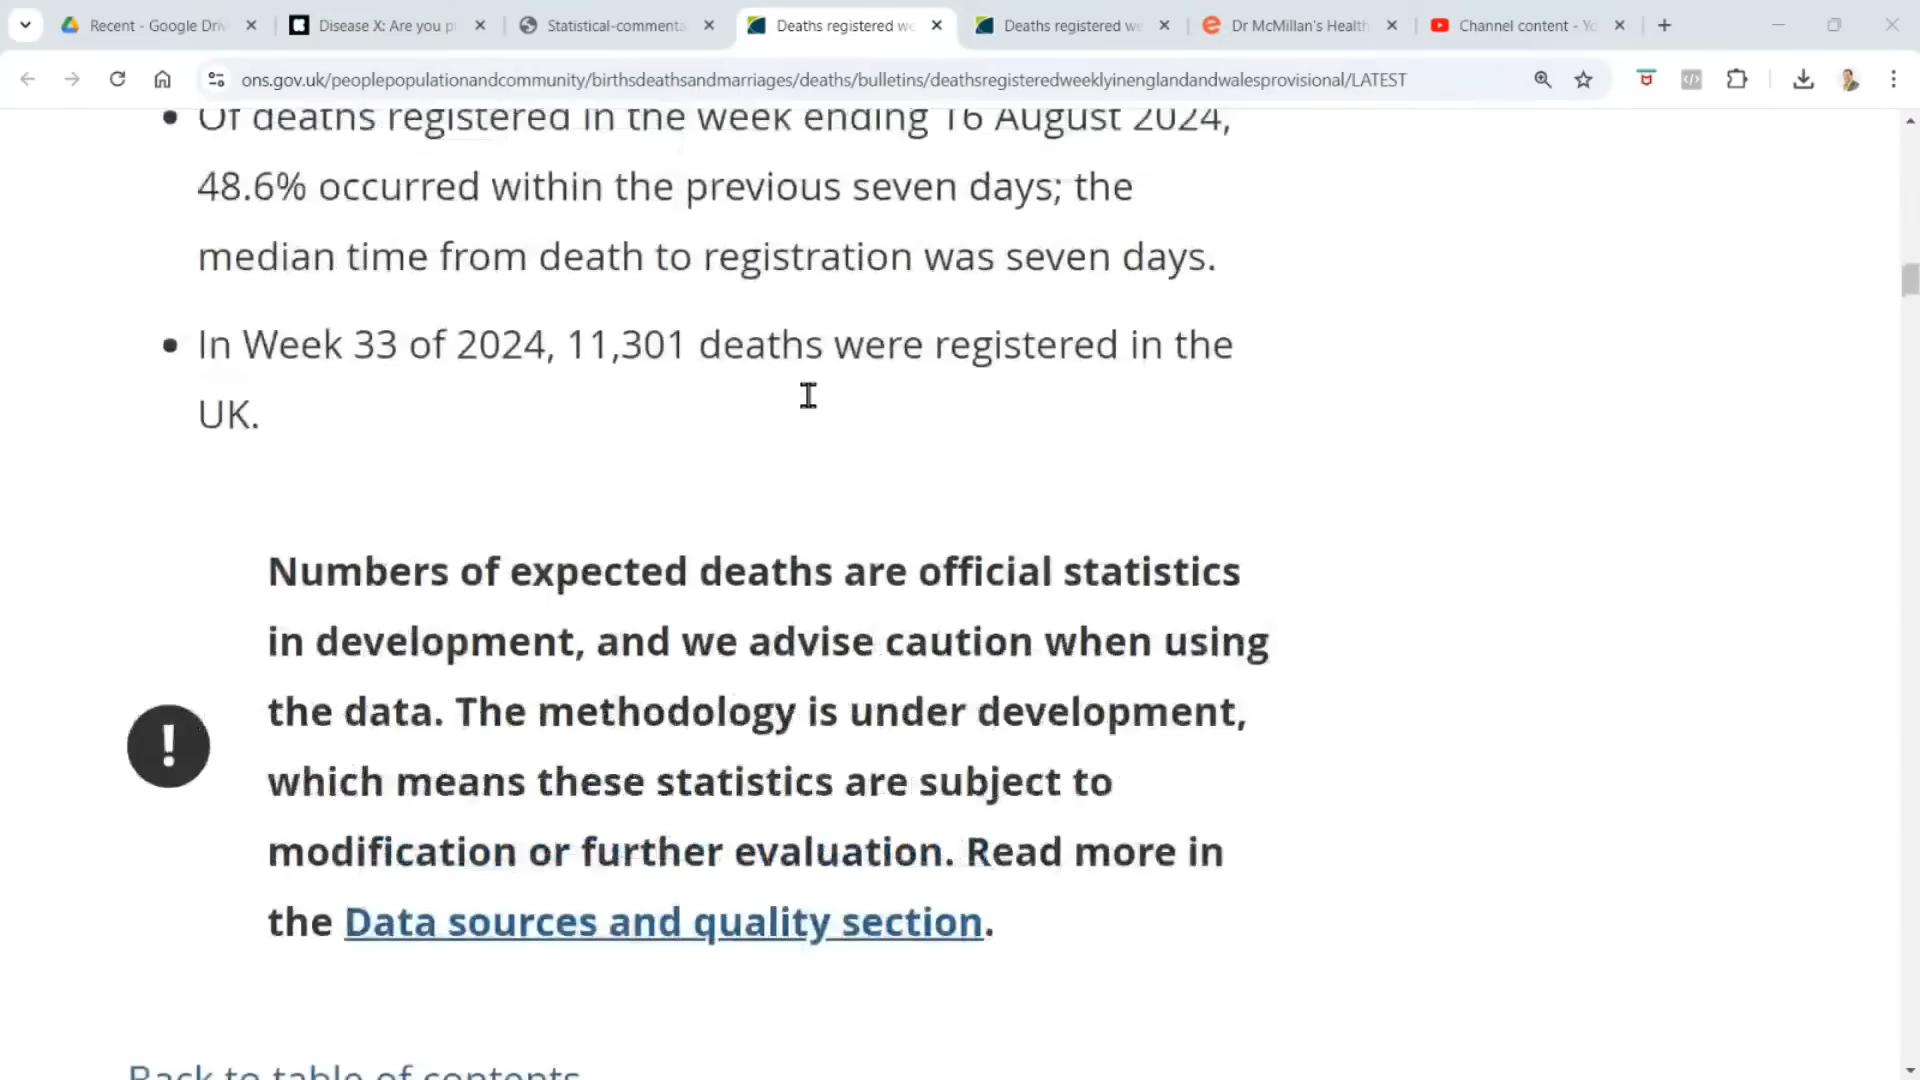 Recent - Google Driv
Disease X: Are you p
Statistical-commenta
Deaths registered we
Deaths registered we
Dr McMillan's Health
Channel content - Yo
ons.gov.uk/peoplepopulationandcommunity/birthsdeathsandmarriages/deaths/bulletins/deathsregisteredweeklyinenglandandwalesprovisional/LATEST
Of deaths registered in the week ending 16 August 2024,
48.6% occurred within the previous seven days; the
median time from death to registration was seven days.
In Week 33 of 2024, 11,301 deaths were registered in the
UK.
Numbers of expected deaths are official statistics
in development, and we advise caution when using
the data. The methodology is under development,
! which means these statistics are subject to
modification or further evaluation. Read more in
the Data sources and quality section.
Back to table of contents